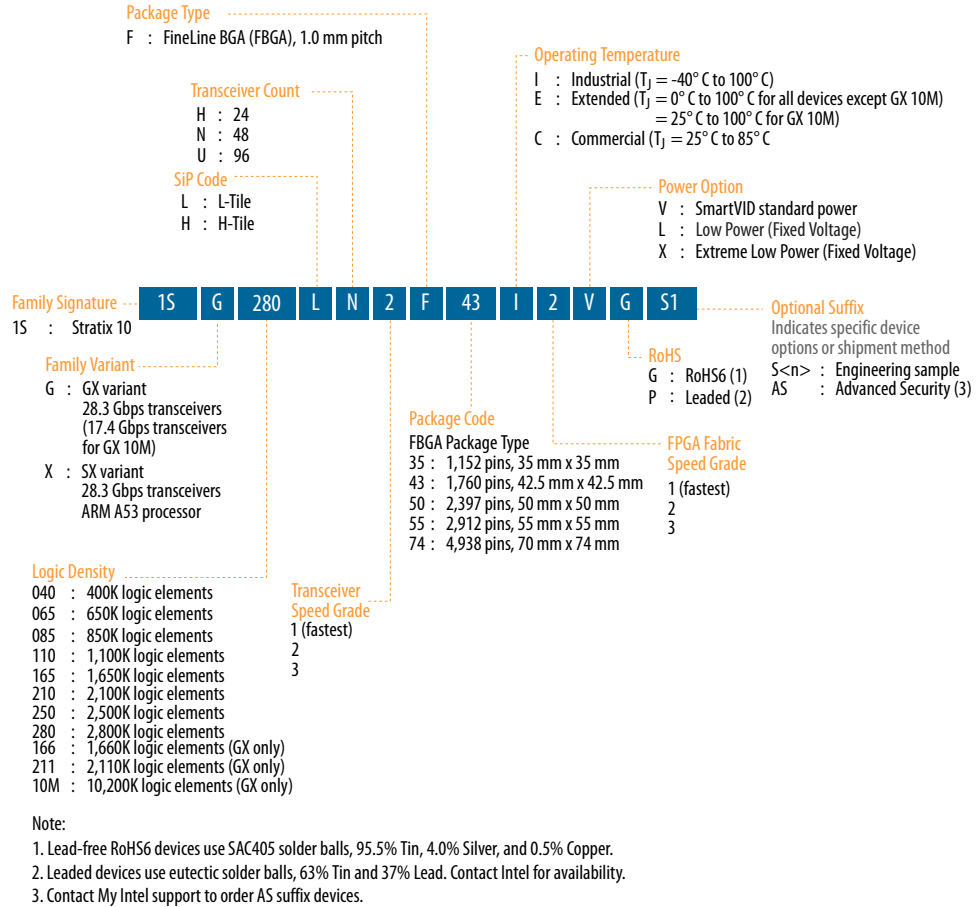 Package Type
F : FineLine BGA (FBGA), 1.0 mm pitch
Operating Temperature
I : Industrial (TJ = -40° C to 100° C)
E : Extended (TJ = 0° C to 100° C for all devices except GX 10M)
= 25° C to 100° C for GX 10M)
C : Commercial (TJ = 25° C to 85° C
Transceiver Count
H : 24
N : 48
U : 96
SiP Code
L : L-Tile
H : H-Tile
Power Option
V : SmartVID standard power
L : Low Power (Fixed Voltage)
X : Extreme Low Power (Fixed Voltage)
Family Signature
1S : Stratix 10
1S G 280 L N 2 F 43 I 2 V G S1
Optional Suffix
Indicates specific device
options or shipment method
S<n> : Engineering sample
AS : Advanced Security (3)
Family Variant
G : GX variant
28.3 Gbps transceivers
(17.4 Gbps transceivers
for GX 10M)
X : SX variant
28.3 Gbps transceivers
ARM A53 processor
RoHS
G : RoHS6 (1)
P : Leaded (2)
Package Code
FBGA Package Type
35 : 1,152 pins, 35 mm x 35 mm
43 : 1,760 pins, 42.5 mm x 42.5 mm
50 : 2,397 pins, 50 mm x 50 mm
55 : 2,912 pins, 55 mm x 55 mm
74 : 4,938 pins, 70 mm x 74 mm
FPGA Fabric
Speed Grade
1 (fastest)
2
3
Logic Density
040 : 400K logic elements
065 : 650K logic elements
085 : 850K logic elements
110 : 1,100K logic elements
165 : 1,650K logic elements
210 : 2,100K logic elements
250 : 2,500K logic elements
280 : 2,800K logic elements
166 : 1,660K logic elements (GX only)
211 : 2,110K logic elements (GX only)
10M : 10,200K logic elements (GX only)
Transceiver
Speed Grade
1 (fastest)
2
3
Note:
1. Lead-free RoHS6 devices use SAC405 solder balls, 95.5% Tin, 4.0% Silver, and 0.5% Copper.
2. Leaded devices use eutectic solder balls, 63% Tin and 37% Lead. Contact Intel for availability.
3. Contact My Intel support to order AS suffix devices.